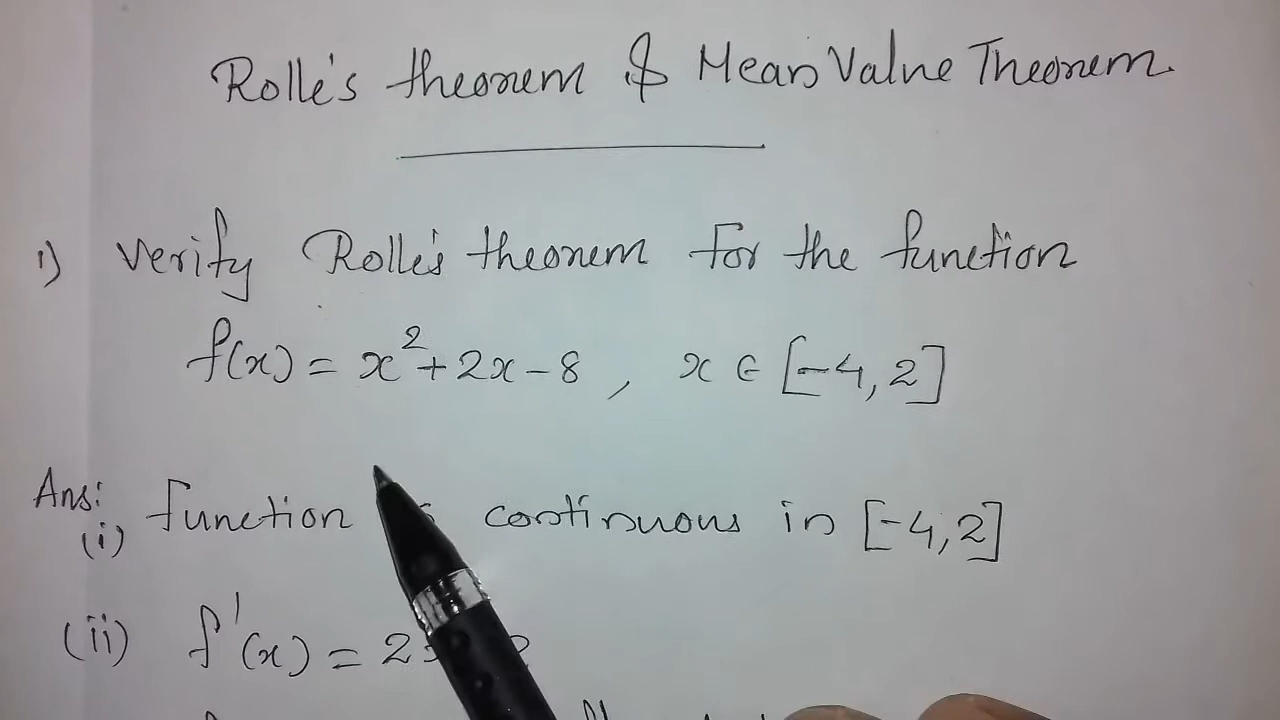 Rolle's theorem & Mean Value Theorem
1) Verify Rolle's theorem for the function
f(x) = x² + 2x - 8 , x ∈ [-4, 2]
Ans:
(i) function continuous in [-4, 2]
(ii) f'(x) = 2